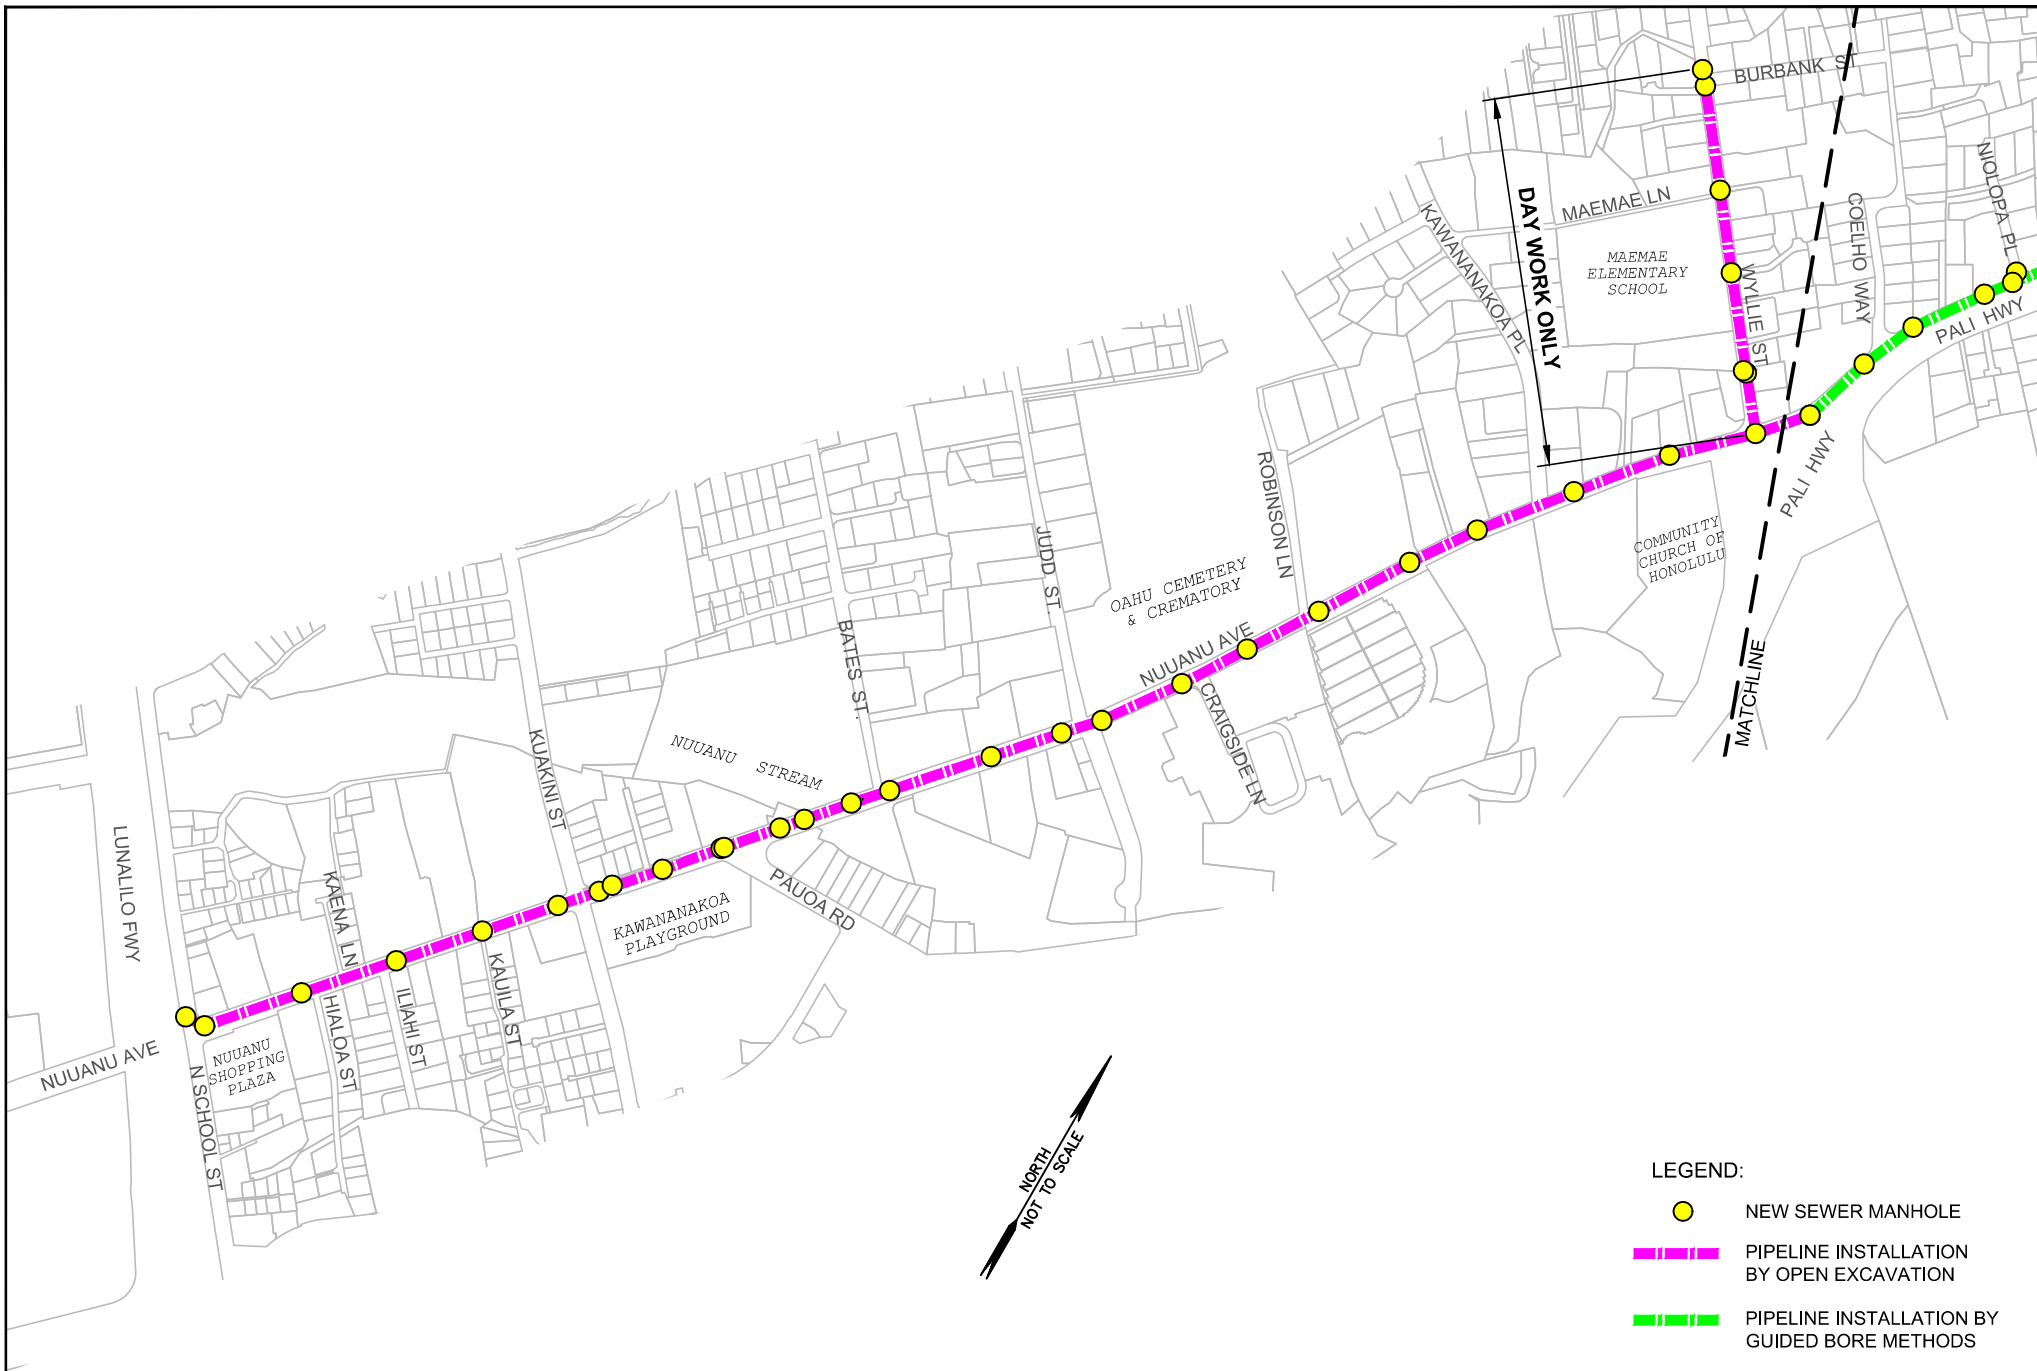 BURBANK ST
NIOLOPA PL
MAEMAE LN
COELHO WAY
KAWANANAKOA PL
DAY WORK ONLY
MAEMAE
ELEMENTARY
SCHOOL
WYLLIE ST
PALI HWY
PALI HWY
ROBINSON LN
COMMUNITY
CHURCH OF
HONOLULU
JUDD ST.
OAHU CEMETERY
& CREMATORY
NUUANU AVE
MATCHLINE
BATES ST.
CRAIGSIDE LN
NUUANU STREAM
KUAKINI ST
LUNALILO FWY
KAENA LN
PAUOA RD
KAWANANAKOA
PLAYGROUND
KAUILA ST
ILIAHI ST
HIALOA ST
NUUANU
SHOPPING
PLAZA
NUUANU AVE
N SCHOOL ST
NORTH
NOT TO SCALE
LEGEND:
NEW SEWER MANHOLE
PIPELINE INSTALLATION
BY OPEN EXCAVATION
PIPELINE INSTALLATION BY
GUIDED BORE METHODS